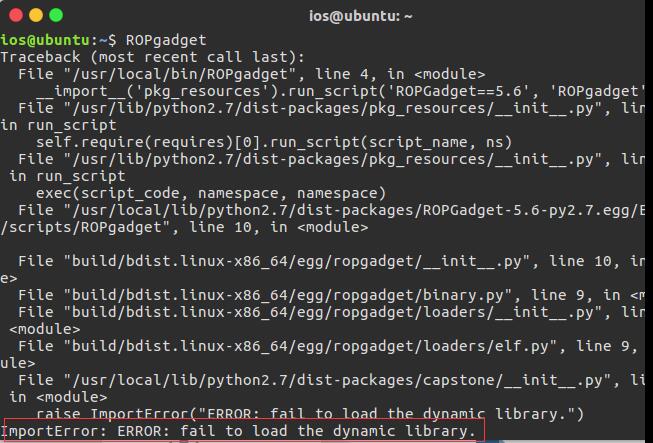 ios@ubuntu: ~
ios@ubuntu:~$ ROPgadget
Traceback (most recent call last):
  File "/usr/local/bin/ROPgadget", line 4, in <module>
    __import__('pkg_resources').run_script('ROPGadget==5.6', 'ROPgadget'
  File "/usr/lib/python2.7/dist-packages/pkg_resources/__init__.py", lin
in run_script
    self.require(requires)[0].run_script(script_name, ns)
  File "/usr/lib/python2.7/dist-packages/pkg_resources/__init__.py", lin
 in run_script
    exec(script_code, namespace, namespace)
  File "/usr/local/lib/python2.7/dist-packages/ROPGadget-5.6-py2.7.egg/E
/scripts/ROPgadget", line 10, in <module>
  File "build/bdist.linux-x86_64/egg/ropgadget/__init__.py", line 10, in
e>
  File "build/bdist.linux-x86_64/egg/ropgadget/binary.py", line 9, in <m
  File "build/bdist.linux-x86_64/egg/ropgadget/loaders/__init__.py", lin
 <module>
  File "build/bdist.linux-x86_64/egg/ropgadget/loaders/elf.py", line 9,
ule>
  File "/usr/local/lib/python2.7/dist-packages/capstone/__init__.py", li
 in <module>
    raise ImportError("ERROR: fail to load the dynamic library.")
ImportError: ERROR: fail to load the dynamic library.